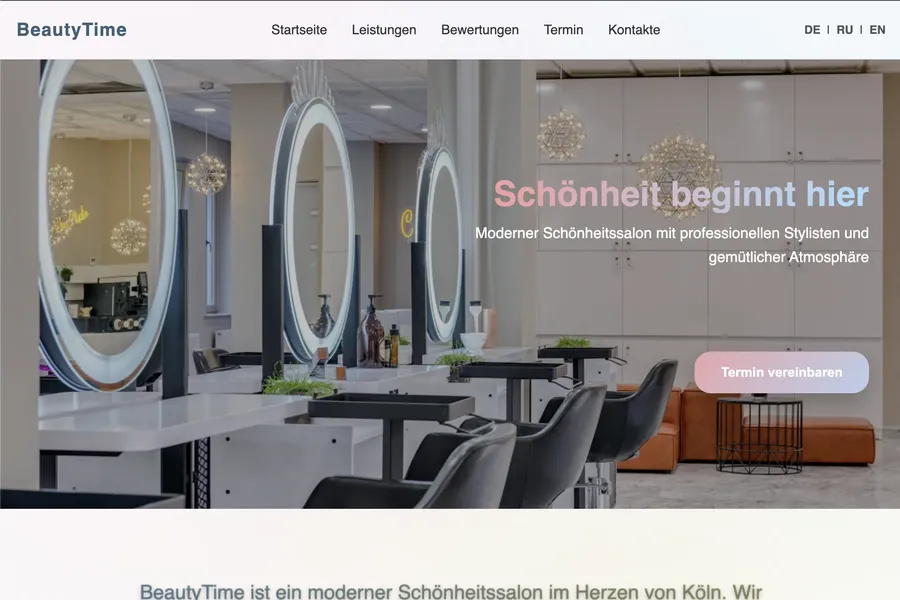 BeautyTime
Startseite Leistungen Bewertungen Termin Kontakte
DE | RU | EN
Schönheit beginnt hier
Moderner Schönheitssalon mit professionellen Stylisten und
gemütlicher Atmosphäre
Termin vereinbaren
BeautyTime ist ein moderner Schönheitssalon im Herzen von Köln. Wir